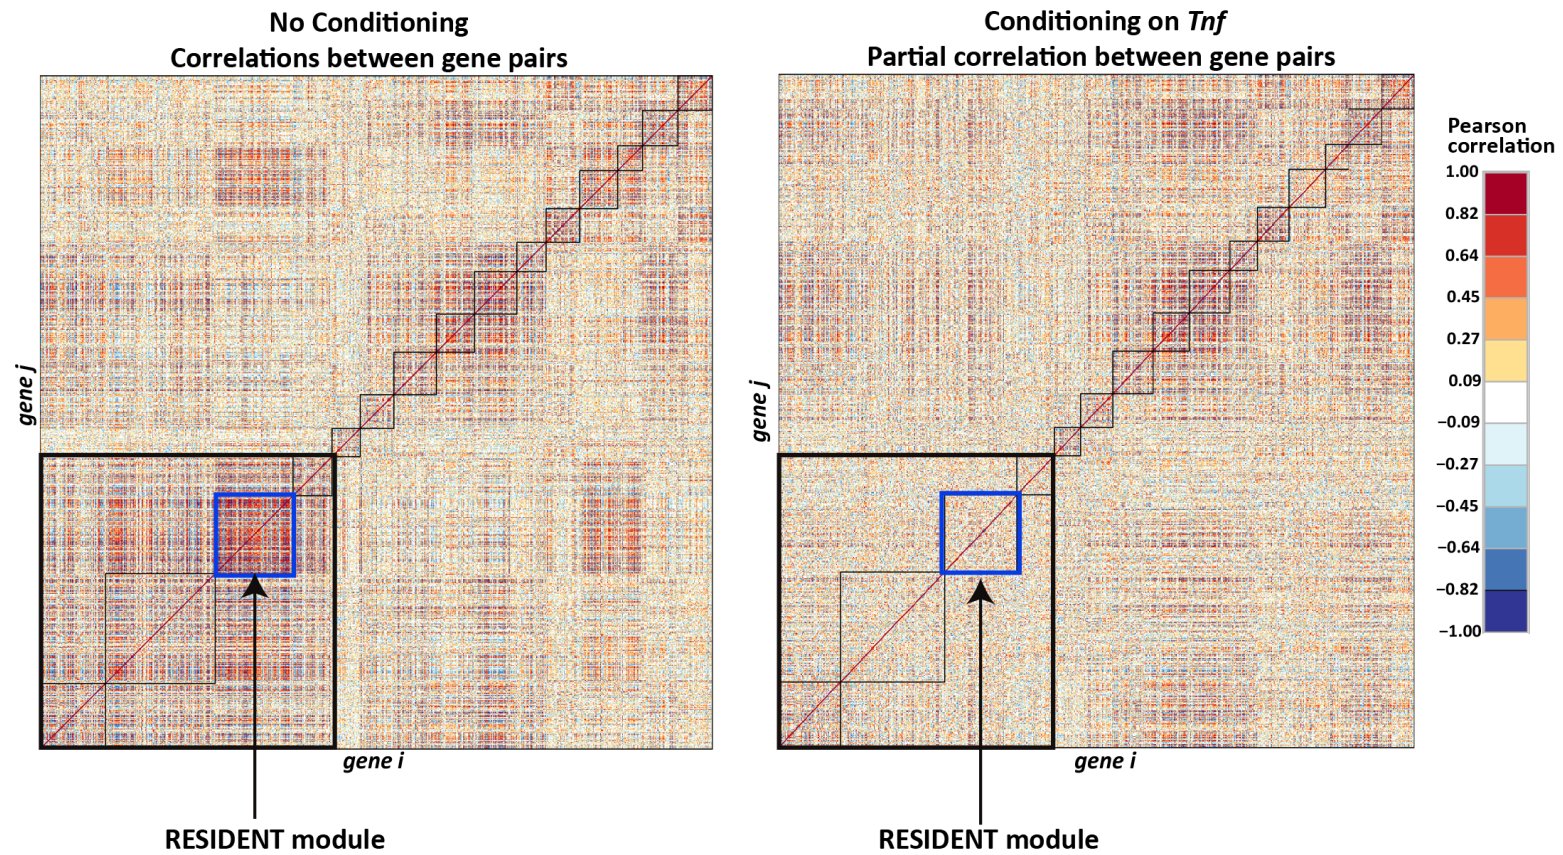 No Conditioning
Correlations between gene pairs
gene j
gene i
RESIDENT module
Conditioning on Tnf
Partial correlation between gene pairs
gene j
gene i
RESIDENT module
Pearson
correlation
1.00
0.82
0.64
0.45
0.27
0.09
−0.09
−0.27
−0.45
−0.64
−0.82
−1.00